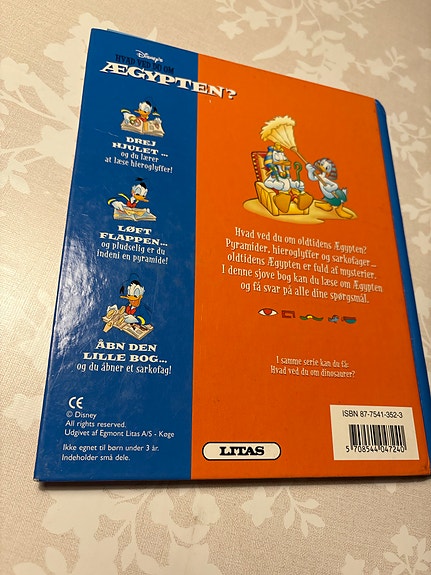 Disney's
HVAD VED DU OM
ÆGYPTEN?
DREJ
HJULET...
og du lærer
at læse hieroglyffer!
LØFT
FLAPPEN...
og pludselig er du
indeni en pyramide!
ÅBN DEN
LILLE BOG...
og du åbner et sarkofag!
Hvad ved du om oldtidens Ægypten?
Pyramider, hieroglyffer og sarkofager...
oldtidens Ægypten er fuld af mysterier.
I denne sjove bog kan du læse om Ægypten
og få svar på alle dine spørgsmål.
I samme serie kan du få:
Hvad ved du om dinosaurer?
CE
© Disney
All rights reserved.
Udgivet af Egmont Litas A/S - Køge
Ikke egnet til børn under 3 år.
Indeholder små dele.
LITAS
ISBN 87-7541-352-3
5 708544 047240